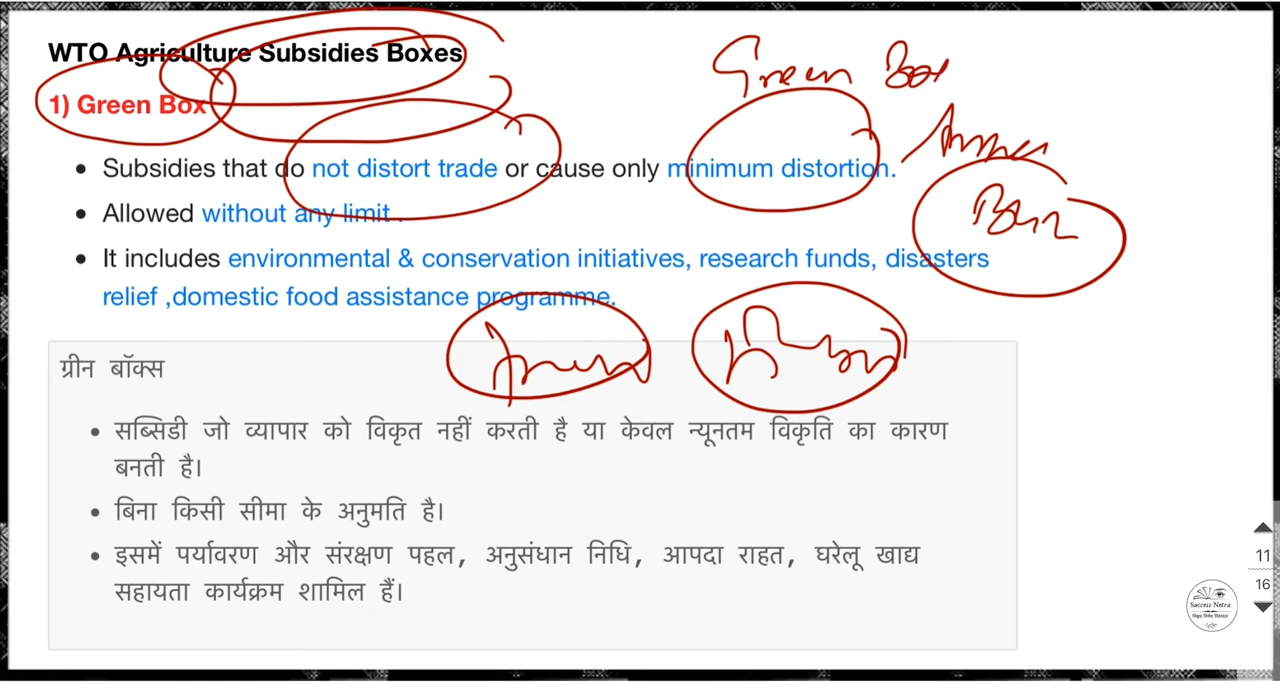 WTO Agriculture Subsidies Boxes
Green Box
1) Green Box
• Subsidies that do not distort trade or cause only minimum distortion.
• Allowed without any limit .
• It includes environmental & conservation initiatives, research funds, disasters
relief ,domestic food assistance programme.
ग्रीन बॉक्स
• सब्सिडी जो व्यापार को विकृत नहीं करती है या केवल न्यूनतम विकृति का कारण
बनती है।
• बिना किसी सीमा के अनुमति है।
• इसमें पर्यावरण और संरक्षण पहल, अनुसंधान निधि, आपदा राहत, घरेलू खाद्य
सहायता कार्यक्रम शामिल हैं।
11
16
Success Netra